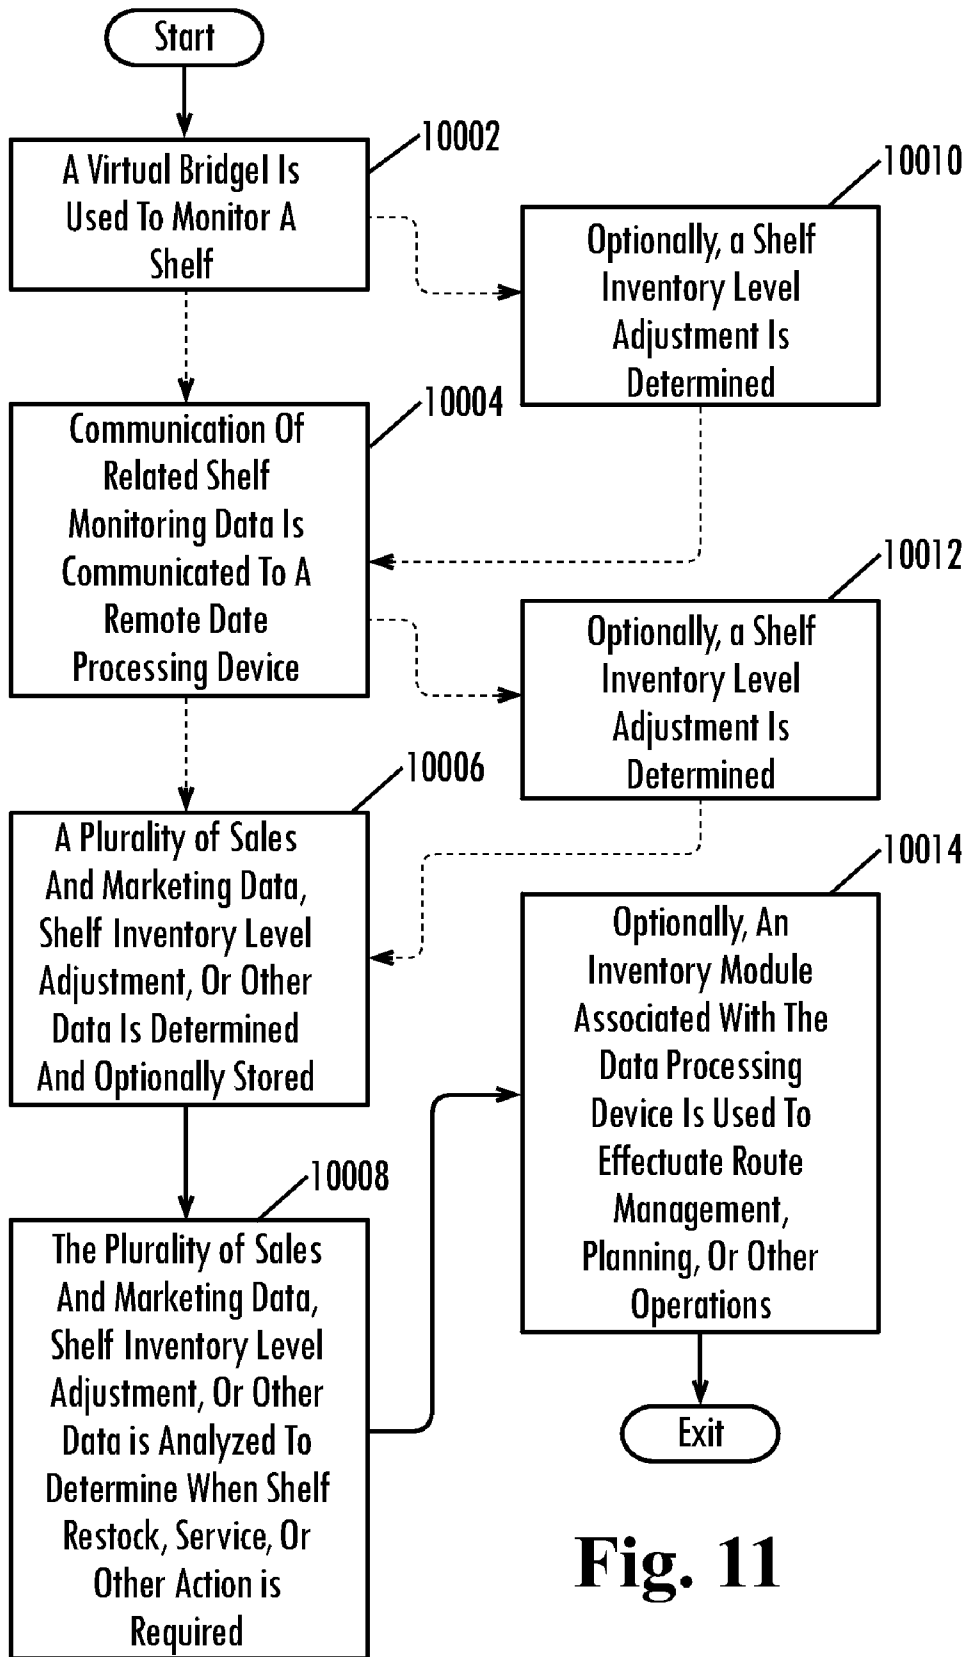 Start
10002
A Virtual Bridgel Is
Used To Monitor A
Shelf
10010
Optionally, a Shelf
Inventory Level
Adjustment Is
Determined
10004
Communication Of
Related Shelf
Monitoring Data Is
Communicated To A
Remote Date
Processing Device
10012
Optionally, a Shelf
Inventory Level
Adjustment Is
Determined
10006
A Plurality of Sales
And Marketing Data,
Shelf Inventory Level
Adjustment, Or Other
Data Is Determined
And Optionally Stored
10008
The Plurality of Sales
And Marketing Data,
Shelf Inventory Level
Adjustment, Or Other
Data is Analyzed To
Determine When Shelf
Restock, Service, Or
Other Action is
Required
10014
Optionally, An
Inventory Module
Associated With The
Data Processing
Device Is Used To
Effectuate Route
Management,
Planning, Or Other
Operations
Exit
Fig. 11